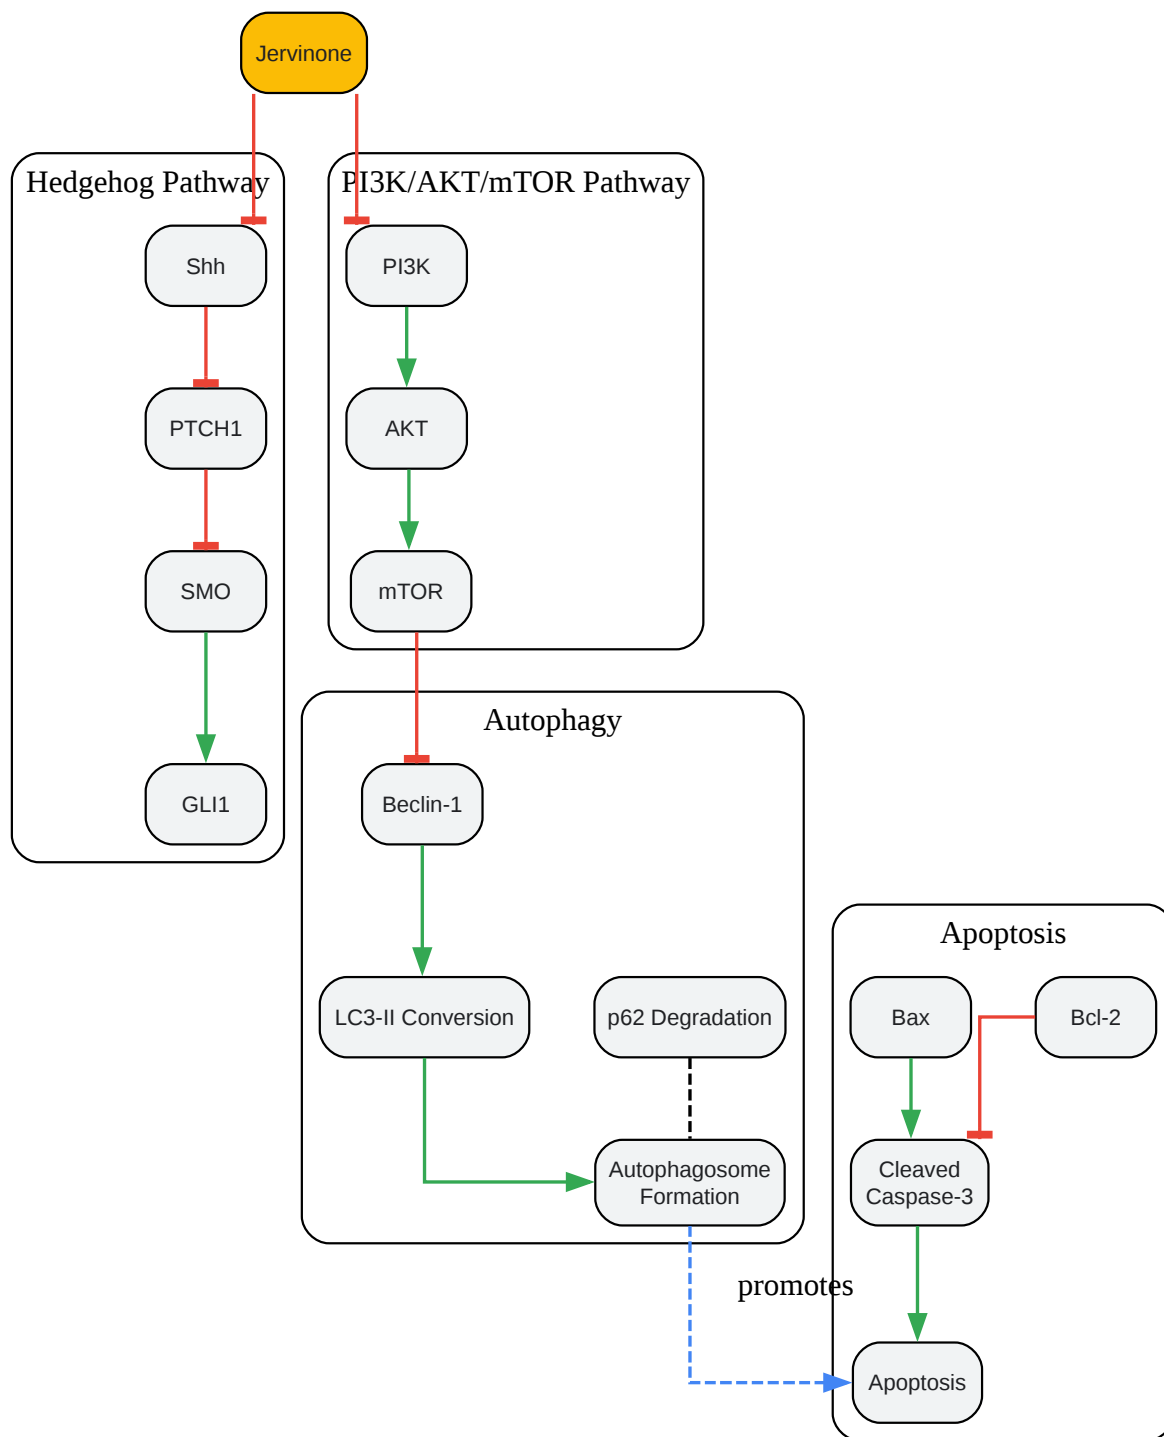 Jervinone
Hedgehog Pathway
PI3K/AKT/mTOR Pathway
Shh
PI3K
PTCH1
AKT
SMO
mTOR
Autophagy
GLI1
Beclin-1
Apoptosis
LC3-II Conversion
p62 Degradation
Bax
Bcl-2
Autophagosome
Formation
Cleaved
Caspase-3
promotes
Apoptosis